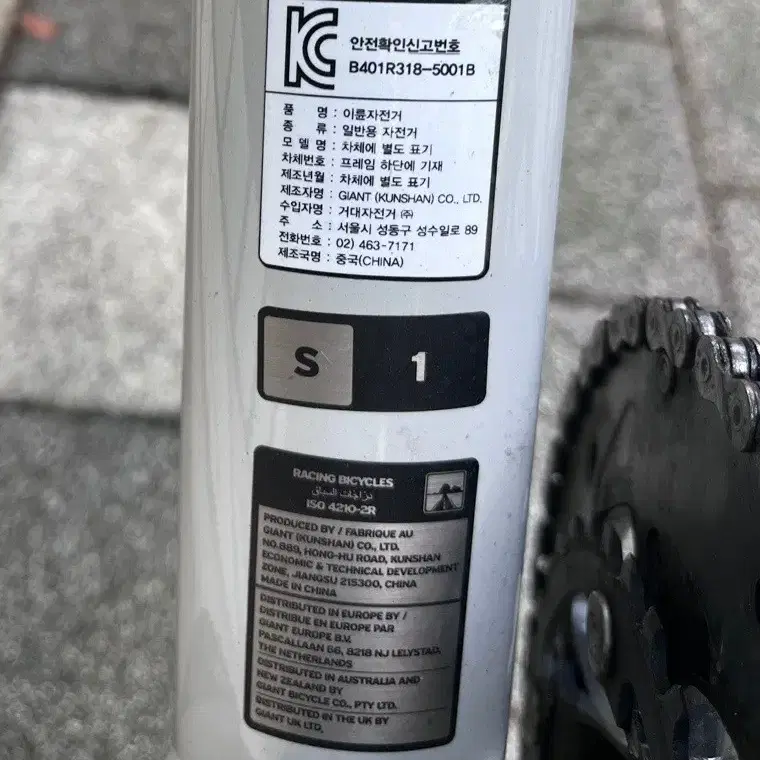 KC 안전확인신고번호
B401R318-5001B
품 명 : 이륜자전거
종 류 : 일반용 자전거
모 델 명 : 차체에 별도 표기
차체번호 : 프레임 하단에 기재
제조년월 : 차체에 별도 표기
제조자명 : GIANT (KUNSHAN) CO., LTD.
수입자명 : 거대자전거 ㈜
주 소 : 서울시 성동구 성수일로 89
전화번호 : 02) 463-7171
제조국명 : 중국(CHINA)
S 1
RACING BICYCLES
دراجات السباق
ISO 4210-2R
PRODUCED BY / FABRIQUE AU
GIANT (KUNSHAN) CO., LTD.
NO.889, HONG-HU ROAD, KUNSHAN
ECONOMIC & TECHNICAL DEVELOPMENT
ZONE, JIANGSU 215300, CHINA
MADE IN CHINA
DISTRIBUTED IN EUROPE BY /
DISTRIBUE EN EUROPE PAR
GIANT EUROPE B.V.
PASCALLAAN 66, 8218 NJ LELYSTAD,
THE NETHERLANDS
DISTRIBUTED IN AUSTRALIA AND
NEW ZEALAND BY
GIANT BICYCLE CO., PTY LTD.
DISTRIBUTED IN THE UK BY
GIANT UK LTD.